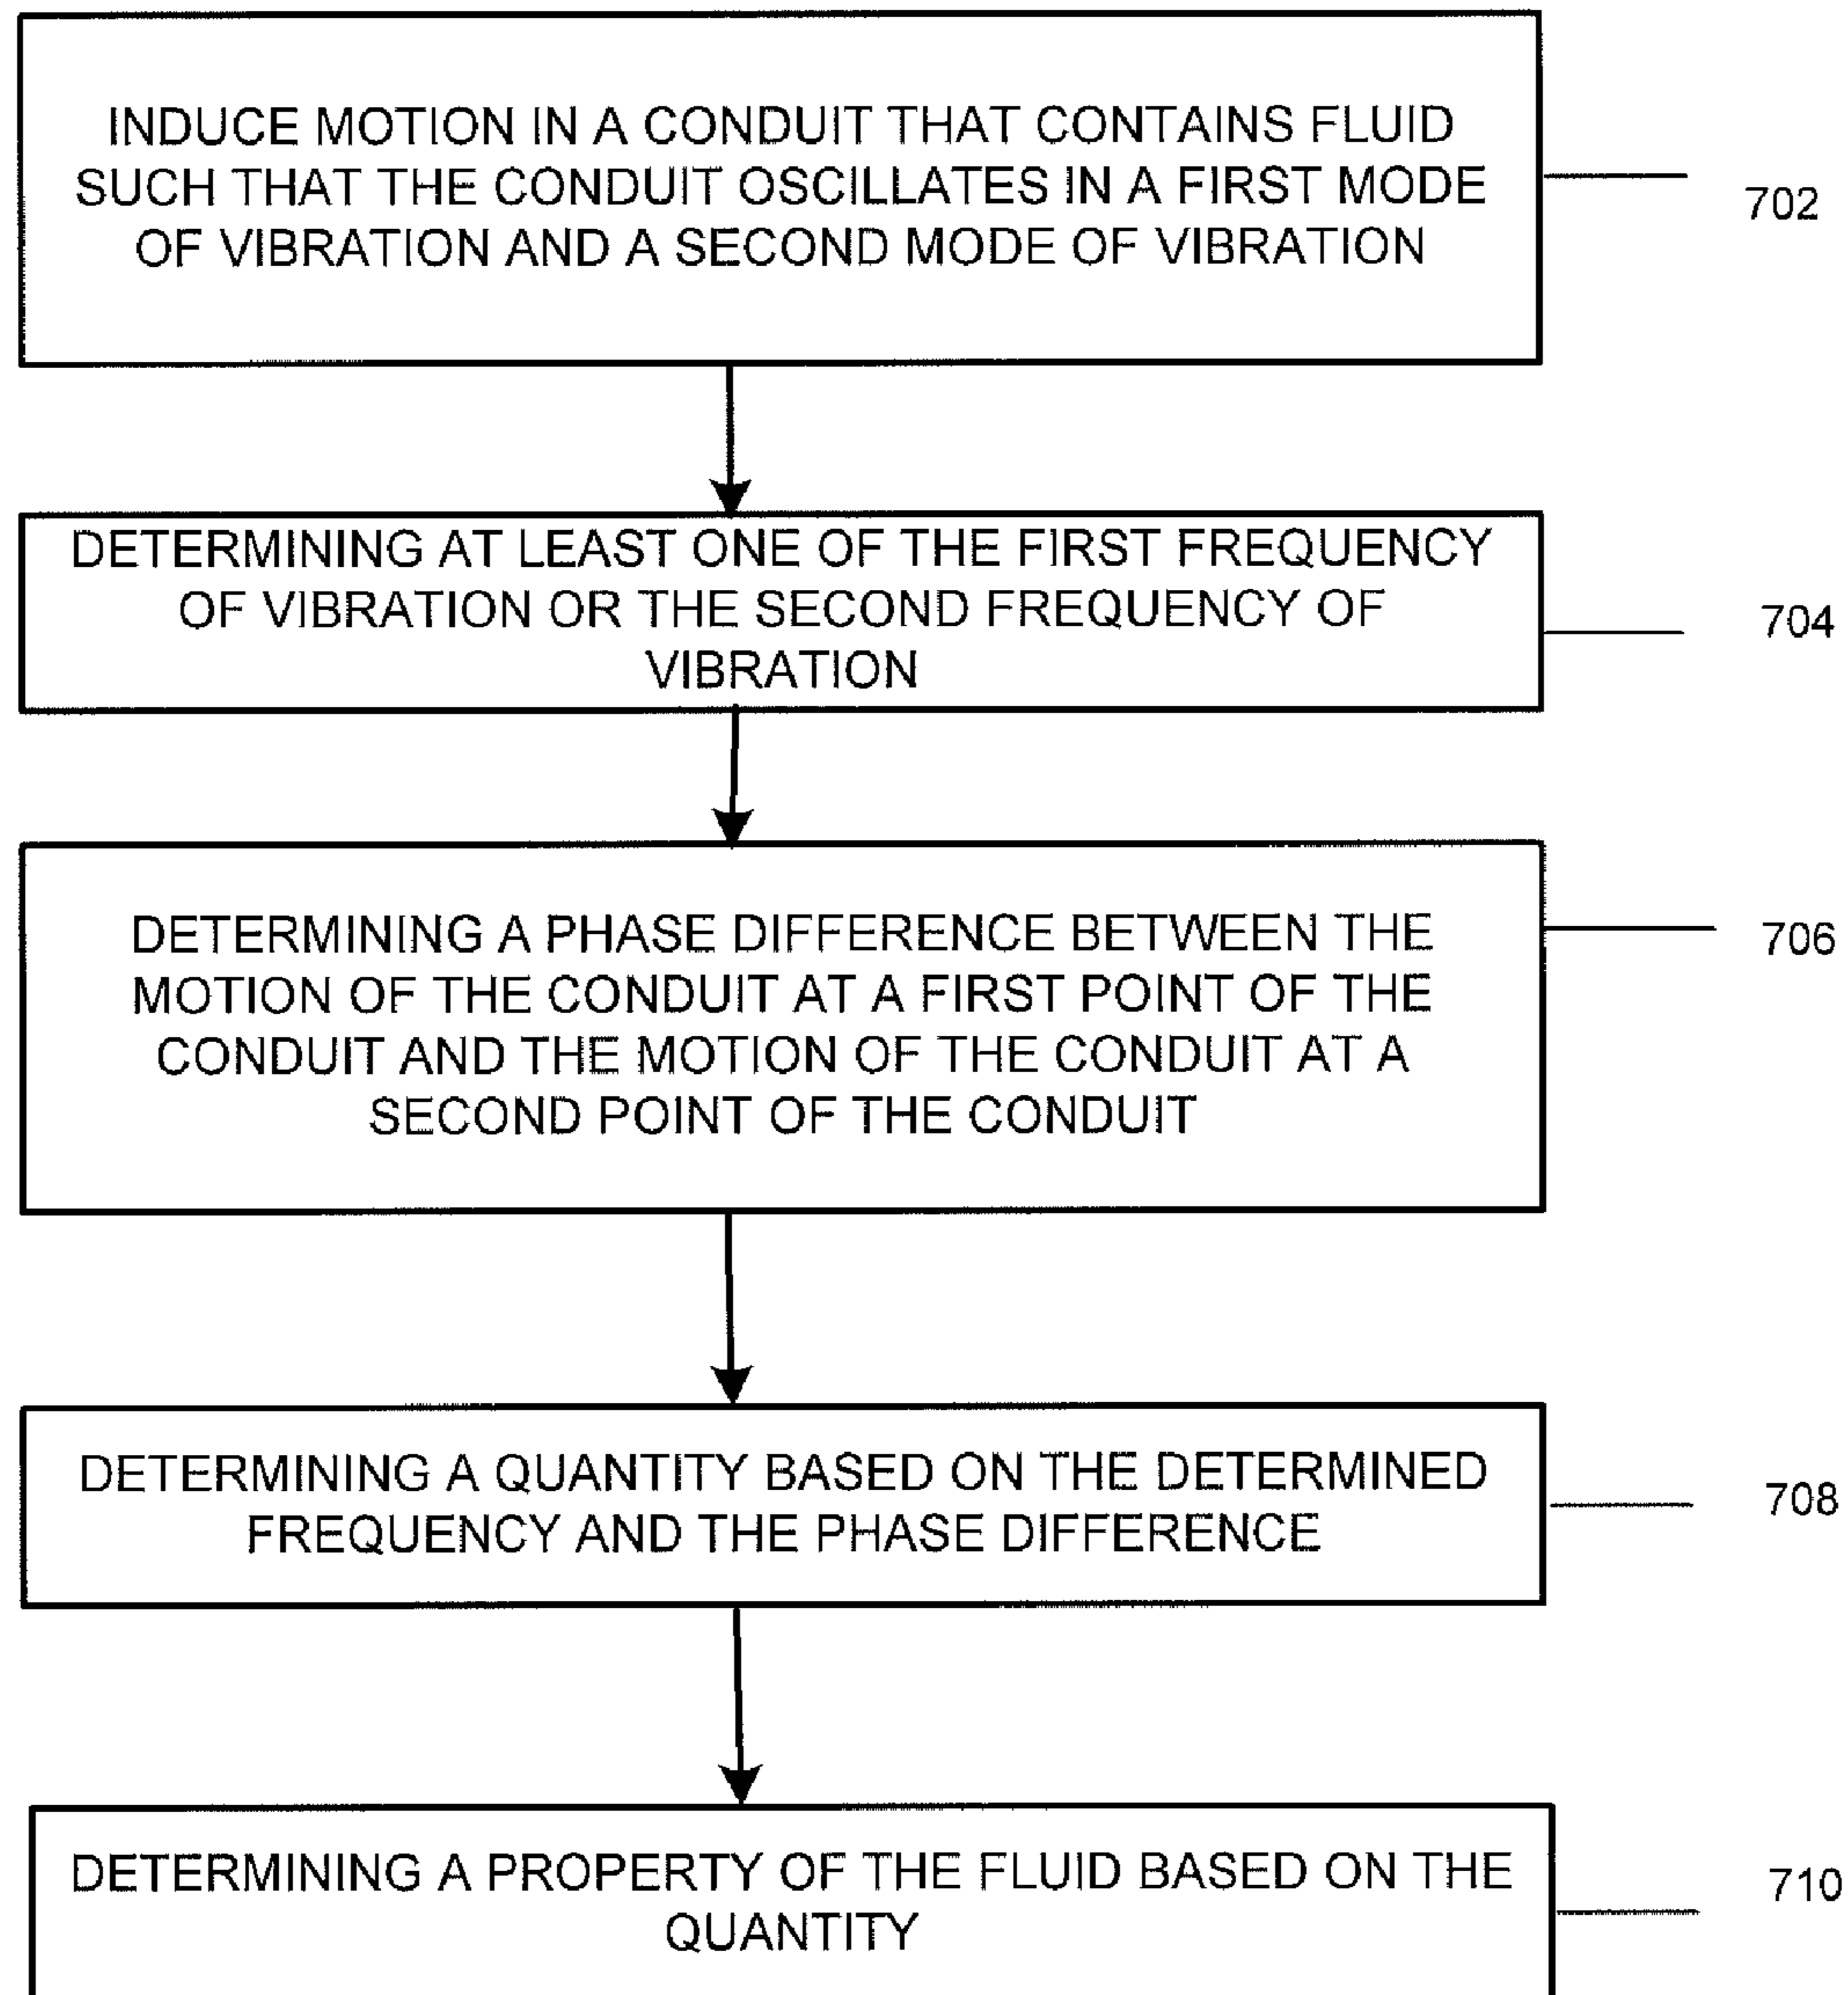 INDUCE MOTION IN A CONDUIT THAT CONTAINS FLUID
SUCH THAT THE CONDUIT OSCILLATES IN A FIRST MODE
OF VIBRATION AND A SECOND MODE OF VIBRATION
702
DETERMINING AT LEAST ONE OF THE FIRST FREQUENCY
OF VIBRATION OR THE SECOND FREQUENCY OF
VIBRATION
704
DETERMINING A PHASE DIFFERENCE BETWEEN THE
MOTION OF THE CONDUIT AT A FIRST POINT OF THE
CONDUIT AND THE MOTION OF THE CONDUIT AT A
SECOND POINT OF THE CONDUIT
706
DETERMINING A QUANTITY BASED ON THE DETERMINED
FREQUENCY AND THE PHASE DIFFERENCE
708
DETERMINING A PROPERTY OF THE FLUID BASED ON THE
QUANTITY
710